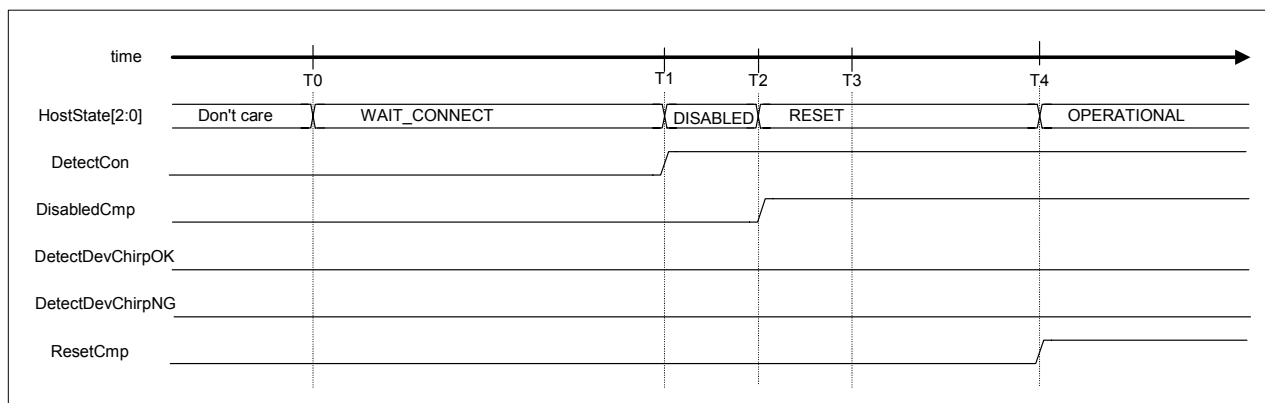 time
T0 T1 T2 T3 T4
HostState[2:0] Don't care WAIT_CONNECT DISABLED RESET OPERATIONAL
DetectCon
DisabledCmp
DetectDevChirpOK
DetectDevChirpNG
ResetCmp